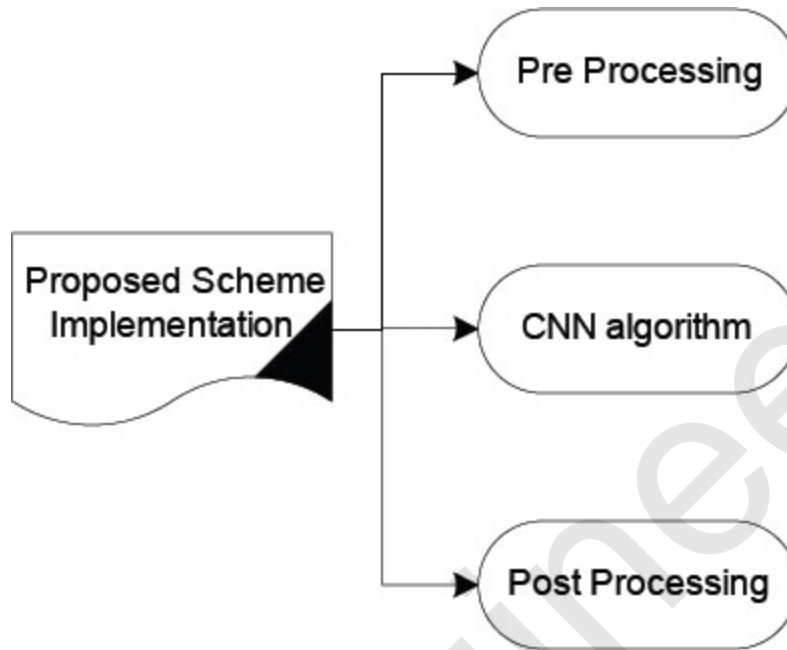 Pre Processing
Proposed Scheme
Implementation
CNN algorithm
Post Processing